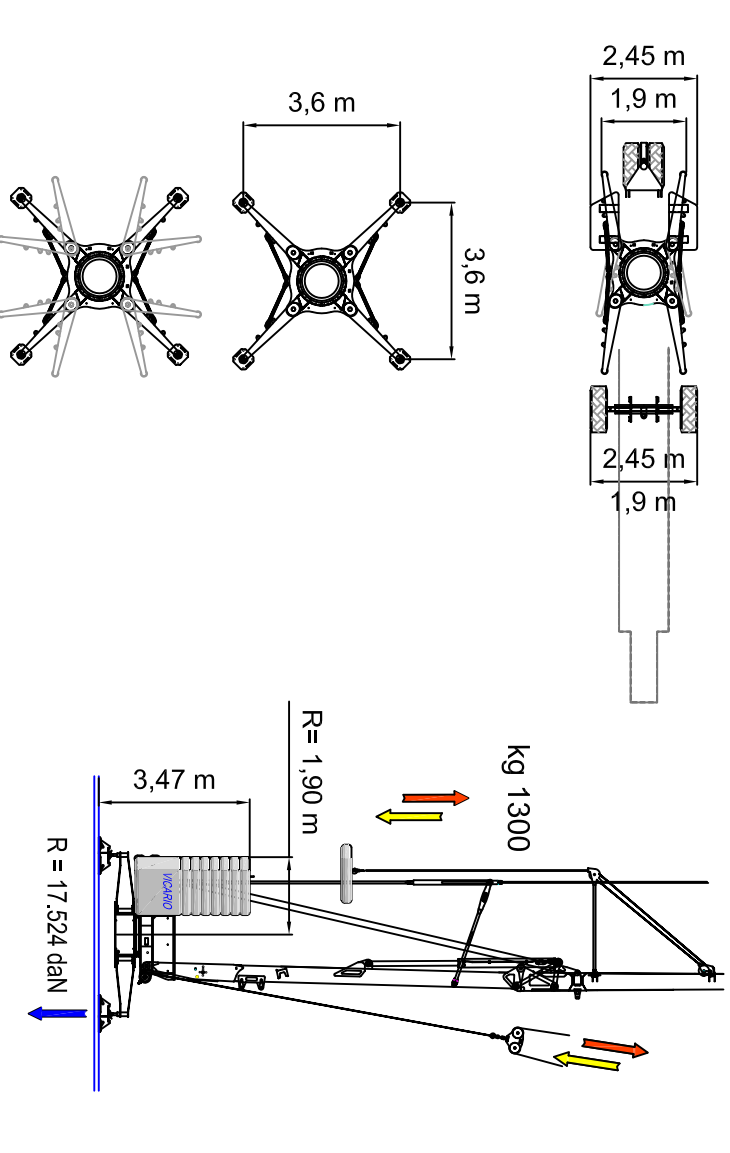 2,45 m
1,9 m
3,6 m
3,6 m
2,45 m
1,9 m
R= 1,90 m
kg 1300
3,47 m
VICARIO
R = 17.524 daN